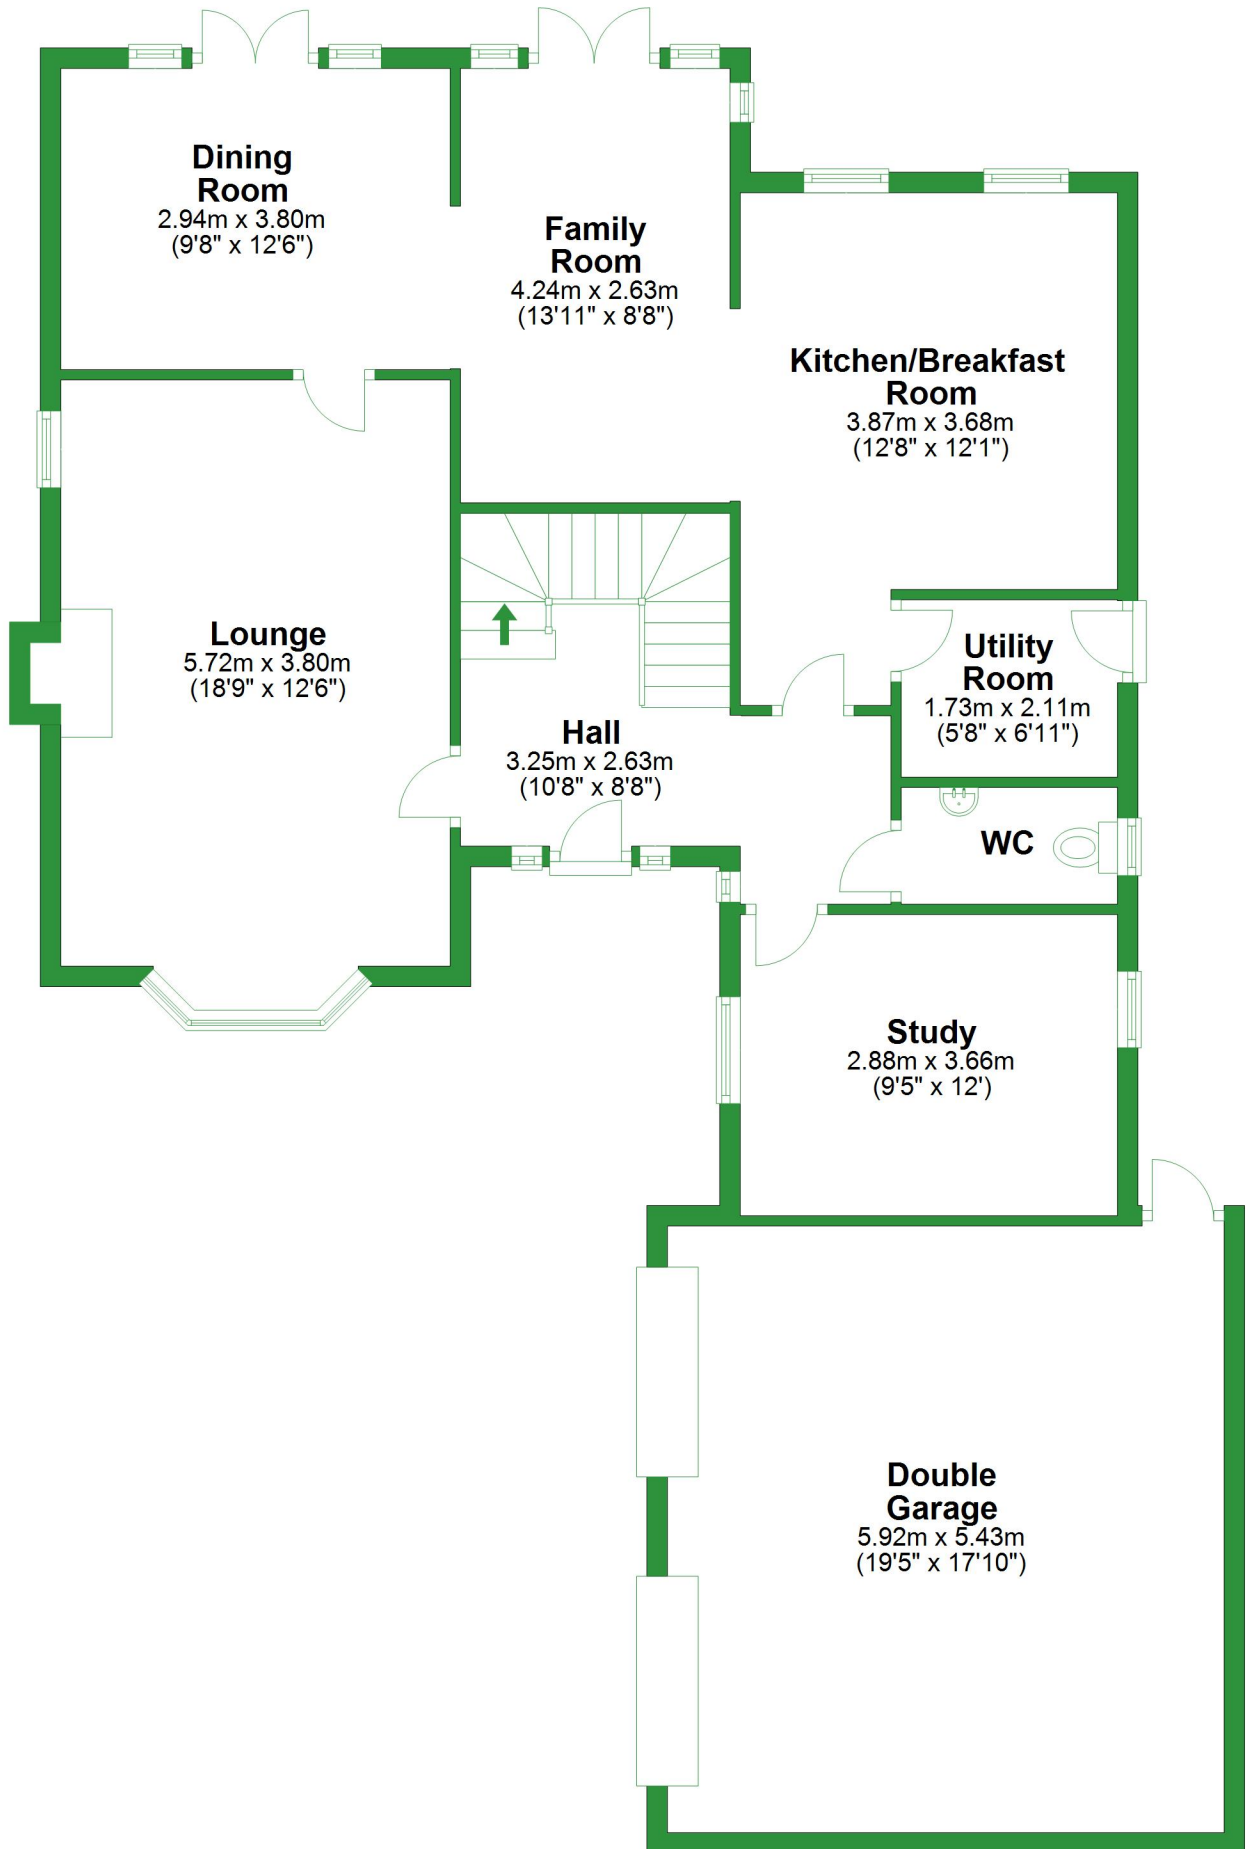 Dining
Room
2.94m x 3.80m
(9'8" x 12'6")
Family
Room
4.24m x 2.63m
(13'11" x 8'8")
Kitchen/Breakfast
Room
3.87m x 3.68m
(12'8" x 12'1")
Lounge
5.72m x 3.80m
(18'9" x 12'6")
Utility
Room
1.73m x 2.11m
(5'8" x 6'11")
Hall
3.25m x 2.63m
(10'8" x 8'8")
WC
Study
2.88m x 3.66m
(9'5" x 12')
Double
Garage
5.92m x 5.43m
(19'5" x 17'10")